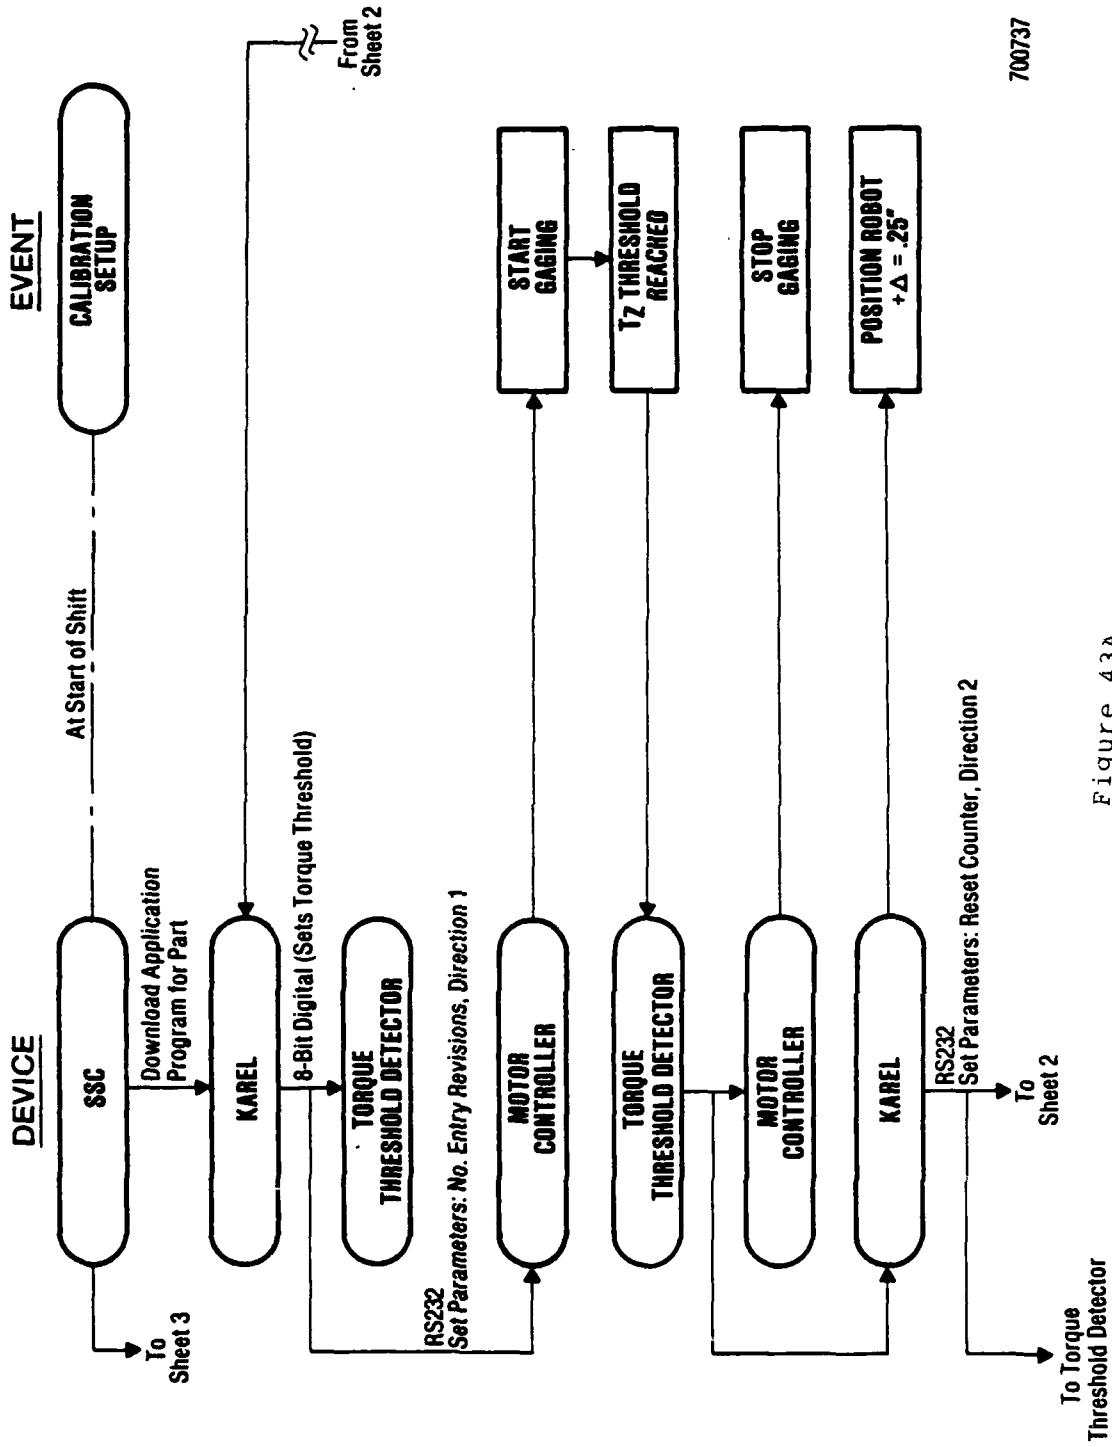 DEVICE
EVENT
SSC
At Start of Shift
CALIBRATION
SETUP
To
Sheet 3
Download Application
Program for Part
KAREL
From
Sheet 2
8-Bit Digital (Sets Torque Threshold)
TORQUE
THRESHOLD DETECTOR
RS232
Set Parameters: No. Entry Revisions, Direction 1
MOTOR
CONTROLLER
START
GAGING
TORQUE
THRESHOLD DETECTOR
TZ THRESHOLD
REACHED
MOTOR
CONTROLLER
STOP
GAGING
KAREL
POSITION ROBOT
+Δ = .25"
RS232
Set Parameters: Reset Counter, Direction 2
To
Sheet 2
To Torque
Threshold Detector
700737
Figure 43A